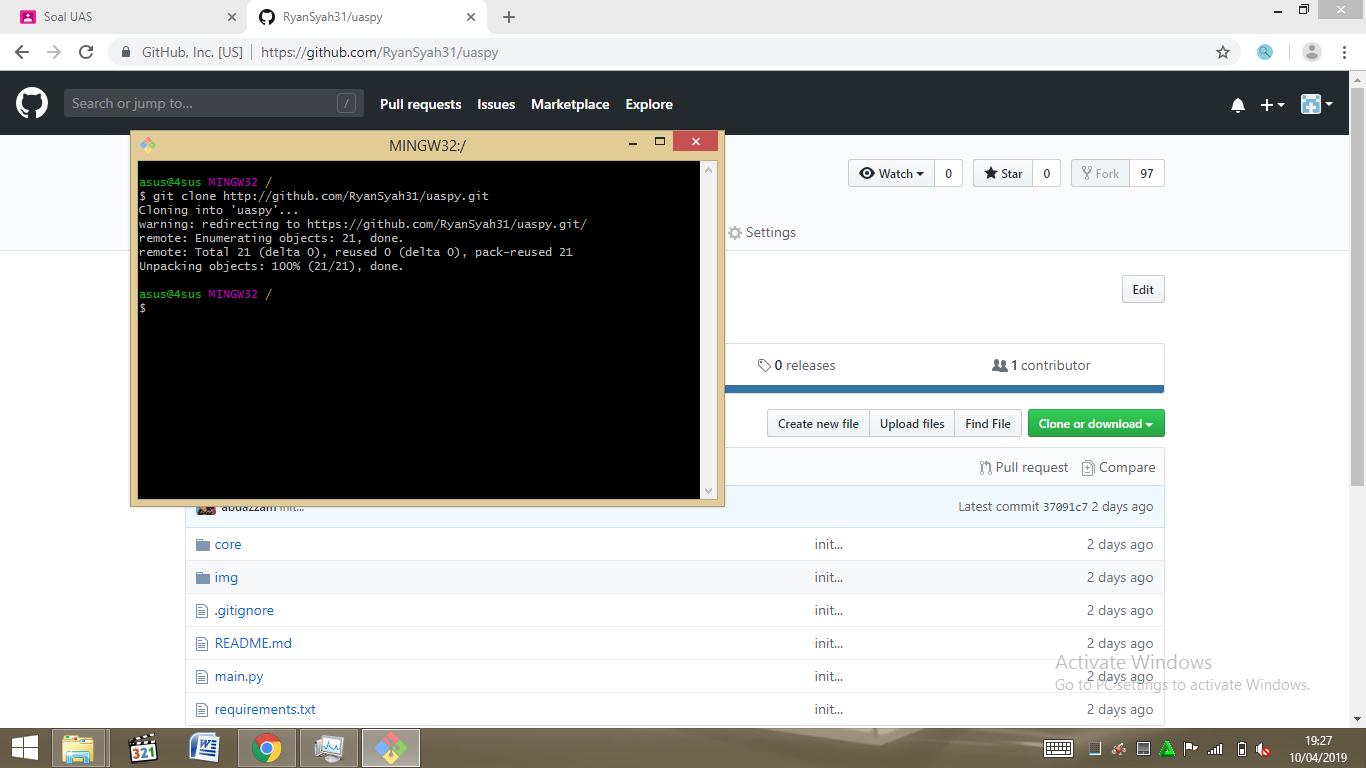 Soal UAS
RyanSyah31/uaspy
GitHub, Inc. [US]
https://github.com/RyanSyah31/uaspy
Search or jump to...
/
Pull requests
Issues
Marketplace
Explore
MINGW32:/
asus@4sus MINGW32 /
$ git clone http://github.com/RyanSyah31/uaspy.git
Cloning into 'uaspy'...
warning: redirecting to https://github.com/RyanSyah31/uaspy.git/
remote: Enumerating objects: 21, done.
remote: Total 21 (delta 0), reused 0 (delta 0), pack-reused 21
Unpacking objects: 100% (21/21), done.
asus@4sus MINGW32 /
$
Watch 0
Star 0
Fork 97
Settings
Edit
0 releases
1 contributor
Create new file
Upload files
Find File
Clone or download
Pull request
Compare
abuazzam init...
Latest commit 37091c7 2 days ago
core init... 2 days ago
img init... 2 days ago
.gitignore init... 2 days ago
README.md init... 2 days ago
main.py init... 2 days ago
requirements.txt init... 2 days ago
Activate Windows
Go to PC settings to activate Windows.
321
19:27
10/04/2019